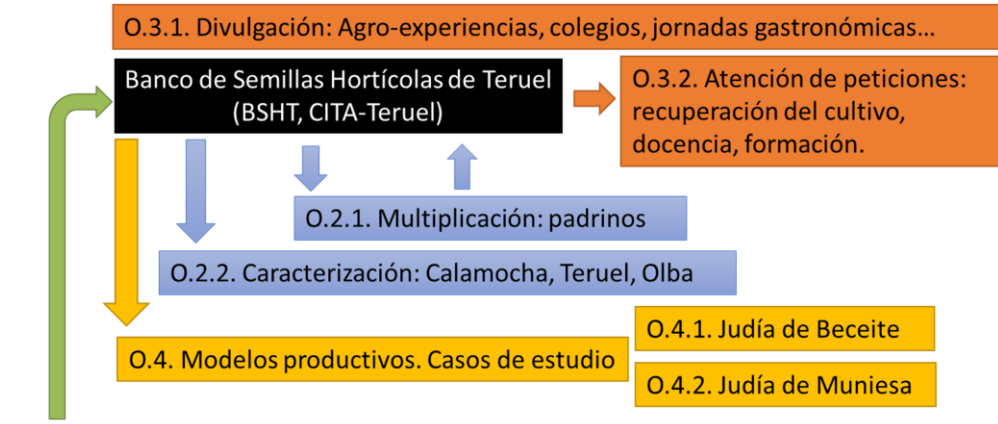 O.3.1. Divulgación: Agro-experiencias, colegios, jornadas gastronómicas…
Banco de Semillas Hortícolas de Teruel
(BSHT, CITA-Teruel)
O.3.2. Atención de peticiones:
recuperación del cultivo,
docencia, formación.
O.2.1. Multiplicación: padrinos
O.2.2. Caracterización: Calamocha, Teruel, Olba
O.4. Modelos productivos. Casos de estudio
O.4.1. Judía de Beceite
O.4.2. Judía de Muniesa